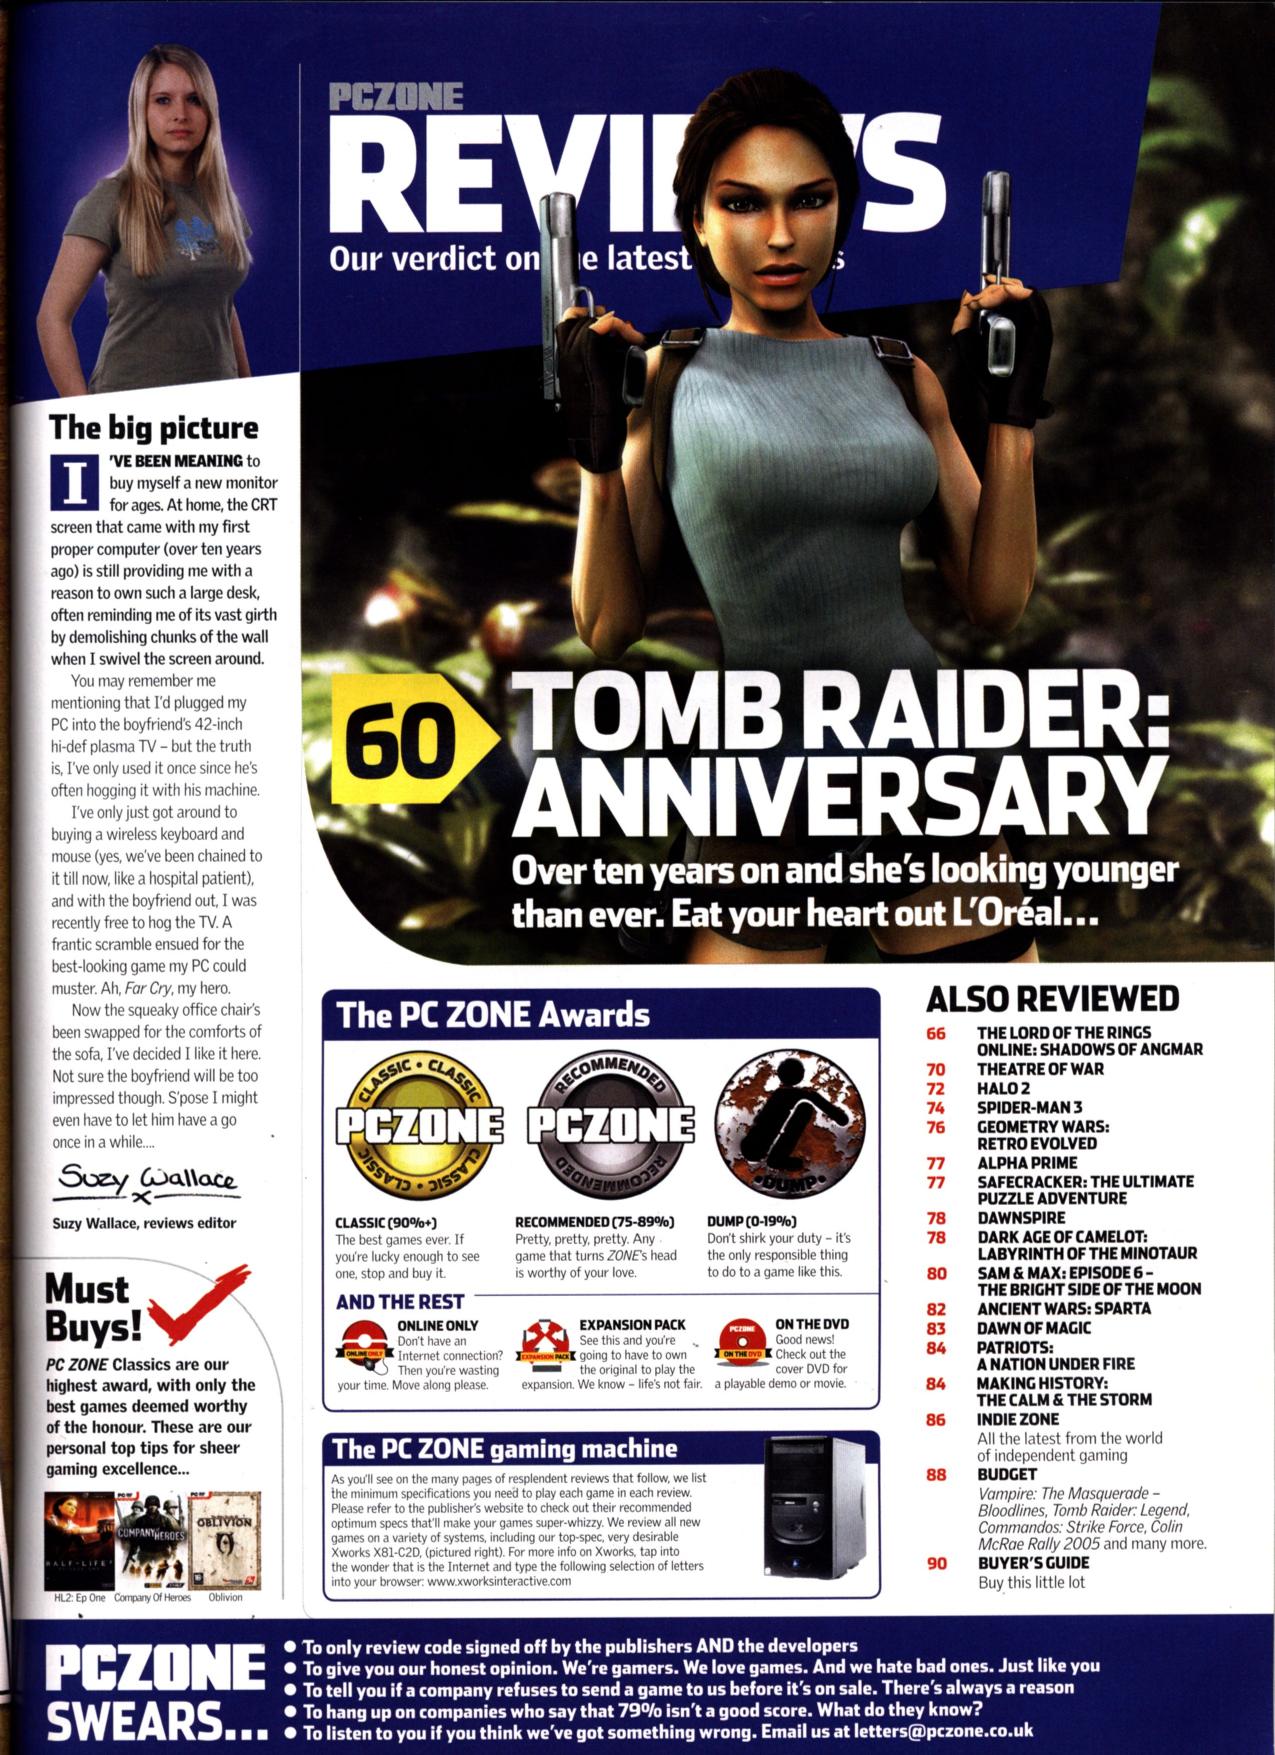 PCZONE
REVIEWS
Our verdict on the latest
The big picture
I'VE BEEN MEANING to
buy myself a new monitor
for ages. At home, the CRT
screen that came with my first
proper computer (over ten years
ago) is still providing me with a
reason to own such a large desk,
often reminding me of its vast girth
by demolishing chunks of the wall
when I swivel the screen around.
You may remember me
mentioning that I'd plugged my
PC into the boyfriend's 42-inch
hi-def plasma TV – but the truth
is, I've only used it once since he's
often hogging it with his machine.
I've only just got around to
buying a wireless keyboard and
mouse (yes, we've been chained to
it till now, like a hospital patient),
and with the boyfriend out, I was
recently free to hog the TV. A
frantic scramble ensued for the
best-looking game my PC could
muster. Ah, Far Cry, my hero.
Now the squeaky office chair's
been swapped for the comforts of
the sofa, I've decided I like it here.
Not sure the boyfriend will be too
impressed though. S'pose I might
even have to let him have a go
once in a while....
Suzy Wallace
x
Suzy Wallace, reviews editor
Must
Buys!
PC ZONE Classics are our
highest award, with only the
best games deemed worthy
of the honour. These are our
personal top tips for sheer
gaming excellence...
HALF-LIFE
COMPANY HEROES
OBLIVION
HL2: Ep One
Company Of Heroes
Oblivion
60
TOMB RAIDER:
ANNIVERSARY
Over ten years on and she's looking younger
than ever. Eat your heart out L'Oréal...
The PC ZONE Awards
CLASSIC • CLASSIC
PCZONE
CLASSIC • CLASSIC
RECOMMENDED
PCZONE
RECOMMENDED
•DUMP•
CLASSIC (90%+)
The best games ever. If
you're lucky enough to see
one, stop and buy it.
RECOMMENDED (75-89%)
Pretty, pretty, pretty. Any
game that turns ZONE's head
is worthy of your love.
DUMP (0-19%)
Don't shirk your duty – it's
the only responsible thing
to do to a game like this.
AND THE REST
ONLINE ONLY
ONLINE ONLY
Don't have an
Internet connection?
Then you're wasting
your time. Move along please.
EXPANSION PACK
EXPANSION PACK
See this and you're
going to have to own
the original to play the
expansion. We know – life's not fair.
PCZONE
ON THE DVD
ON THE DVD
Good news!
Check out the
cover DVD for
a playable demo or movie.
The PC ZONE gaming machine
As you'll see on the many pages of resplendent reviews that follow, we list
the minimum specifications you need to play each game in each review.
Please refer to the publisher's website to check out their recommended
optimum specs that'll make your games super-whizzy. We review all new
games on a variety of systems, including our top-spec, very desirable
Xworks X81-C2D, (pictured right). For more info on Xworks, tap into
the wonder that is the Internet and type the following selection of letters
into your browser: www.xworksinteractive.com
ALSO REVIEWED
66 THE LORD OF THE RINGS
ONLINE: SHADOWS OF ANGMAR
70 THEATRE OF WAR
72 HALO 2
74 SPIDER-MAN 3
76 GEOMETRY WARS:
RETRO EVOLVED
77 ALPHA PRIME
77 SAFECRACKER: THE ULTIMATE
PUZZLE ADVENTURE
78 DAWNSPIRE
78 DARK AGE OF CAMELOT:
LABYRINTH OF THE MINOTAUR
80 SAM & MAX: EPISODE 6 –
THE BRIGHT SIDE OF THE MOON
82 ANCIENT WARS: SPARTA
83 DAWN OF MAGIC
84 PATRIOTS:
A NATION UNDER FIRE
84 MAKING HISTORY:
THE CALM & THE STORM
86 INDIE ZONE
All the latest from the world
of independent gaming
88 BUDGET
Vampire: The Masquerade –
Bloodlines, Tomb Raider: Legend,
Commandos: Strike Force, Colin
McRae Rally 2005 and many more.
90 BUYER'S GUIDE
Buy this little lot
PCZONE
SWEARS...
● To only review code signed off by the publishers AND the developers
● To give you our honest opinion. We're gamers. We love games. And we hate bad ones. Just like you
● To tell you if a company refuses to send a game to us before it's on sale. There's always a reason
● To hang up on companies who say that 79% isn't a good score. What do they know?
● To listen to you if you think we've got something wrong. Email us at letters@pczone.co.uk